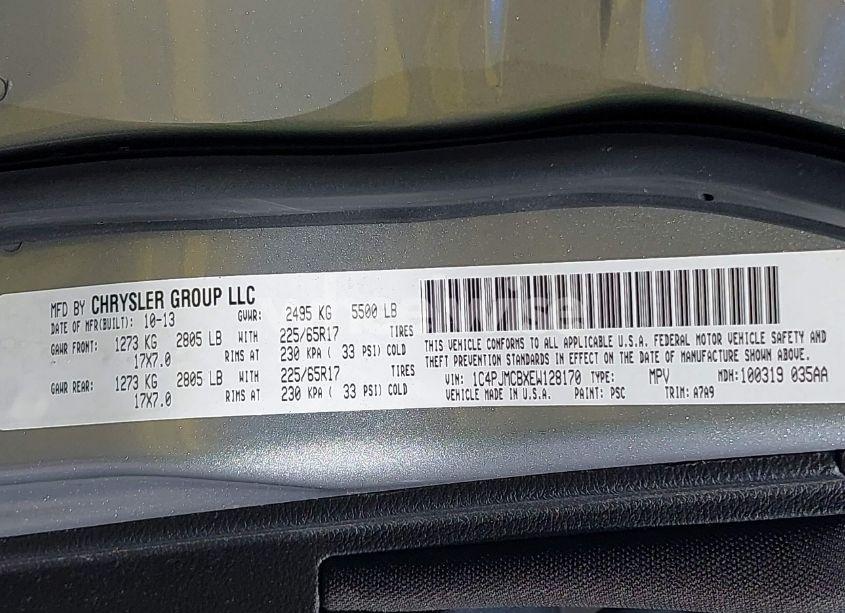 MFD BY CHRYSLER GROUP LLC
DATE OF MFR(BUILT): 10-13 GVWR: 2495 KG 5500 LB
GAWR FRONT: 1273 KG 2805 LB WITH 225/65R17 TIRES
17X7.0 RIMS AT 230 KPA ( 33 PSI) COLD
GAWR REAR: 1273 KG 2805 LB WITH 225/65R17 TIRES
17X7.0 RIMS AT 230 KPA ( 33 PSI) COLD
THIS VEHICLE CONFORMS TO ALL APPLICABLE U.S.A. FEDERAL MOTOR VEHICLE SAFETY AND
THEFT PREVENTION STANDARDS IN EFFECT ON THE DATE OF MANUFACTURE SHOWN ABOVE.
VIN: 1C4PJMCBXEW128170 TYPE: MPV MDH: 100319 035AA
VEHICLE MADE IN U.S.A. PAINT: PSC TRIM: A7A9